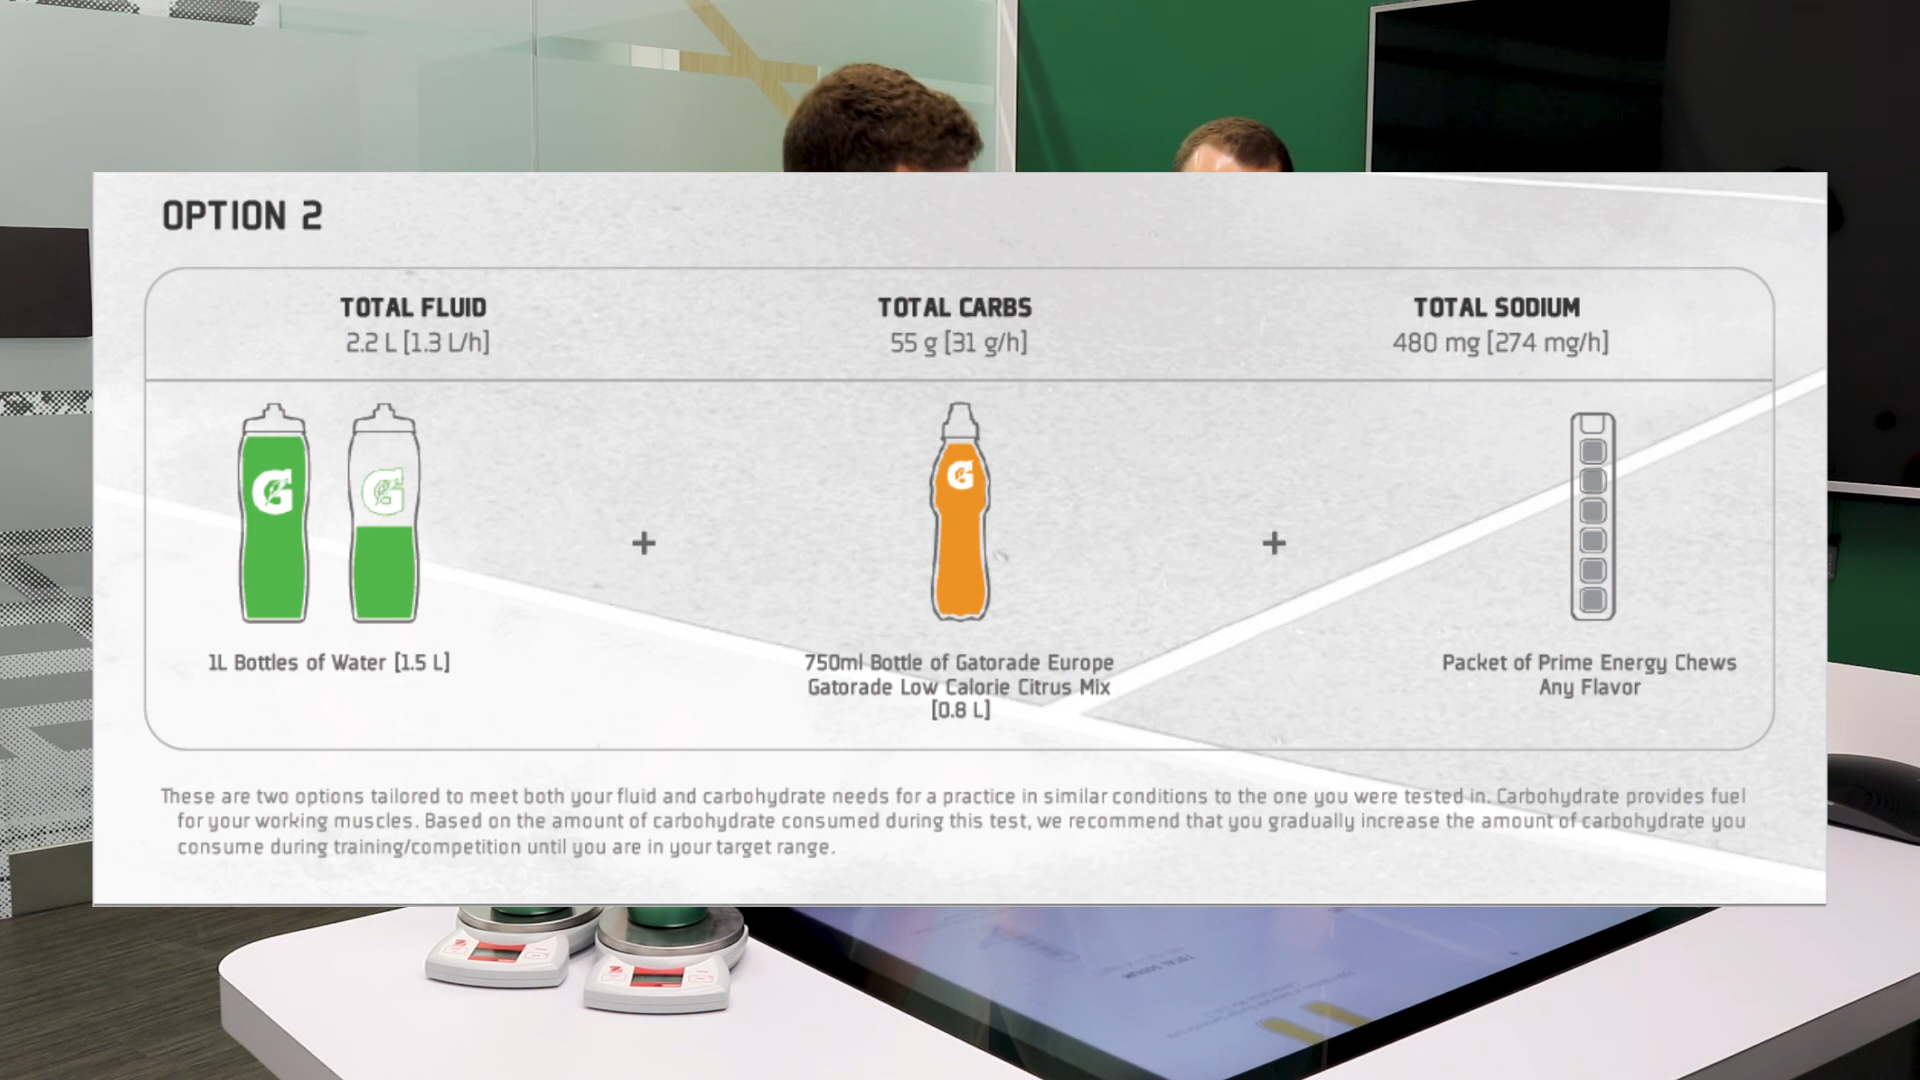 OPTION 2
TOTAL FLUID
2.2 L [1.3 L/h]
TOTAL CARBS
55 g [31 g/h]
TOTAL SODIUM
480 mg [274 mg/h]
G
G
G
+
+
1L Bottles of Water [1.5 L]
750ml Bottle of Gatorade Europe
Gatorade Low Calorie Citrus Mix
[0.8 L]
Packet of Prime Energy Chews
Any Flavor
These are two options tailored to meet both your fluid and carbohydrate needs for a practice in similar conditions to the one you were tested in. Carbohydrate provides fuel
for your working muscles. Based on the amount of carbohydrate consumed during this test, we recommend that you gradually increase the amount of carbohydrate you
consume during training/competition until you are in your target range.
TOTAL SODIUM